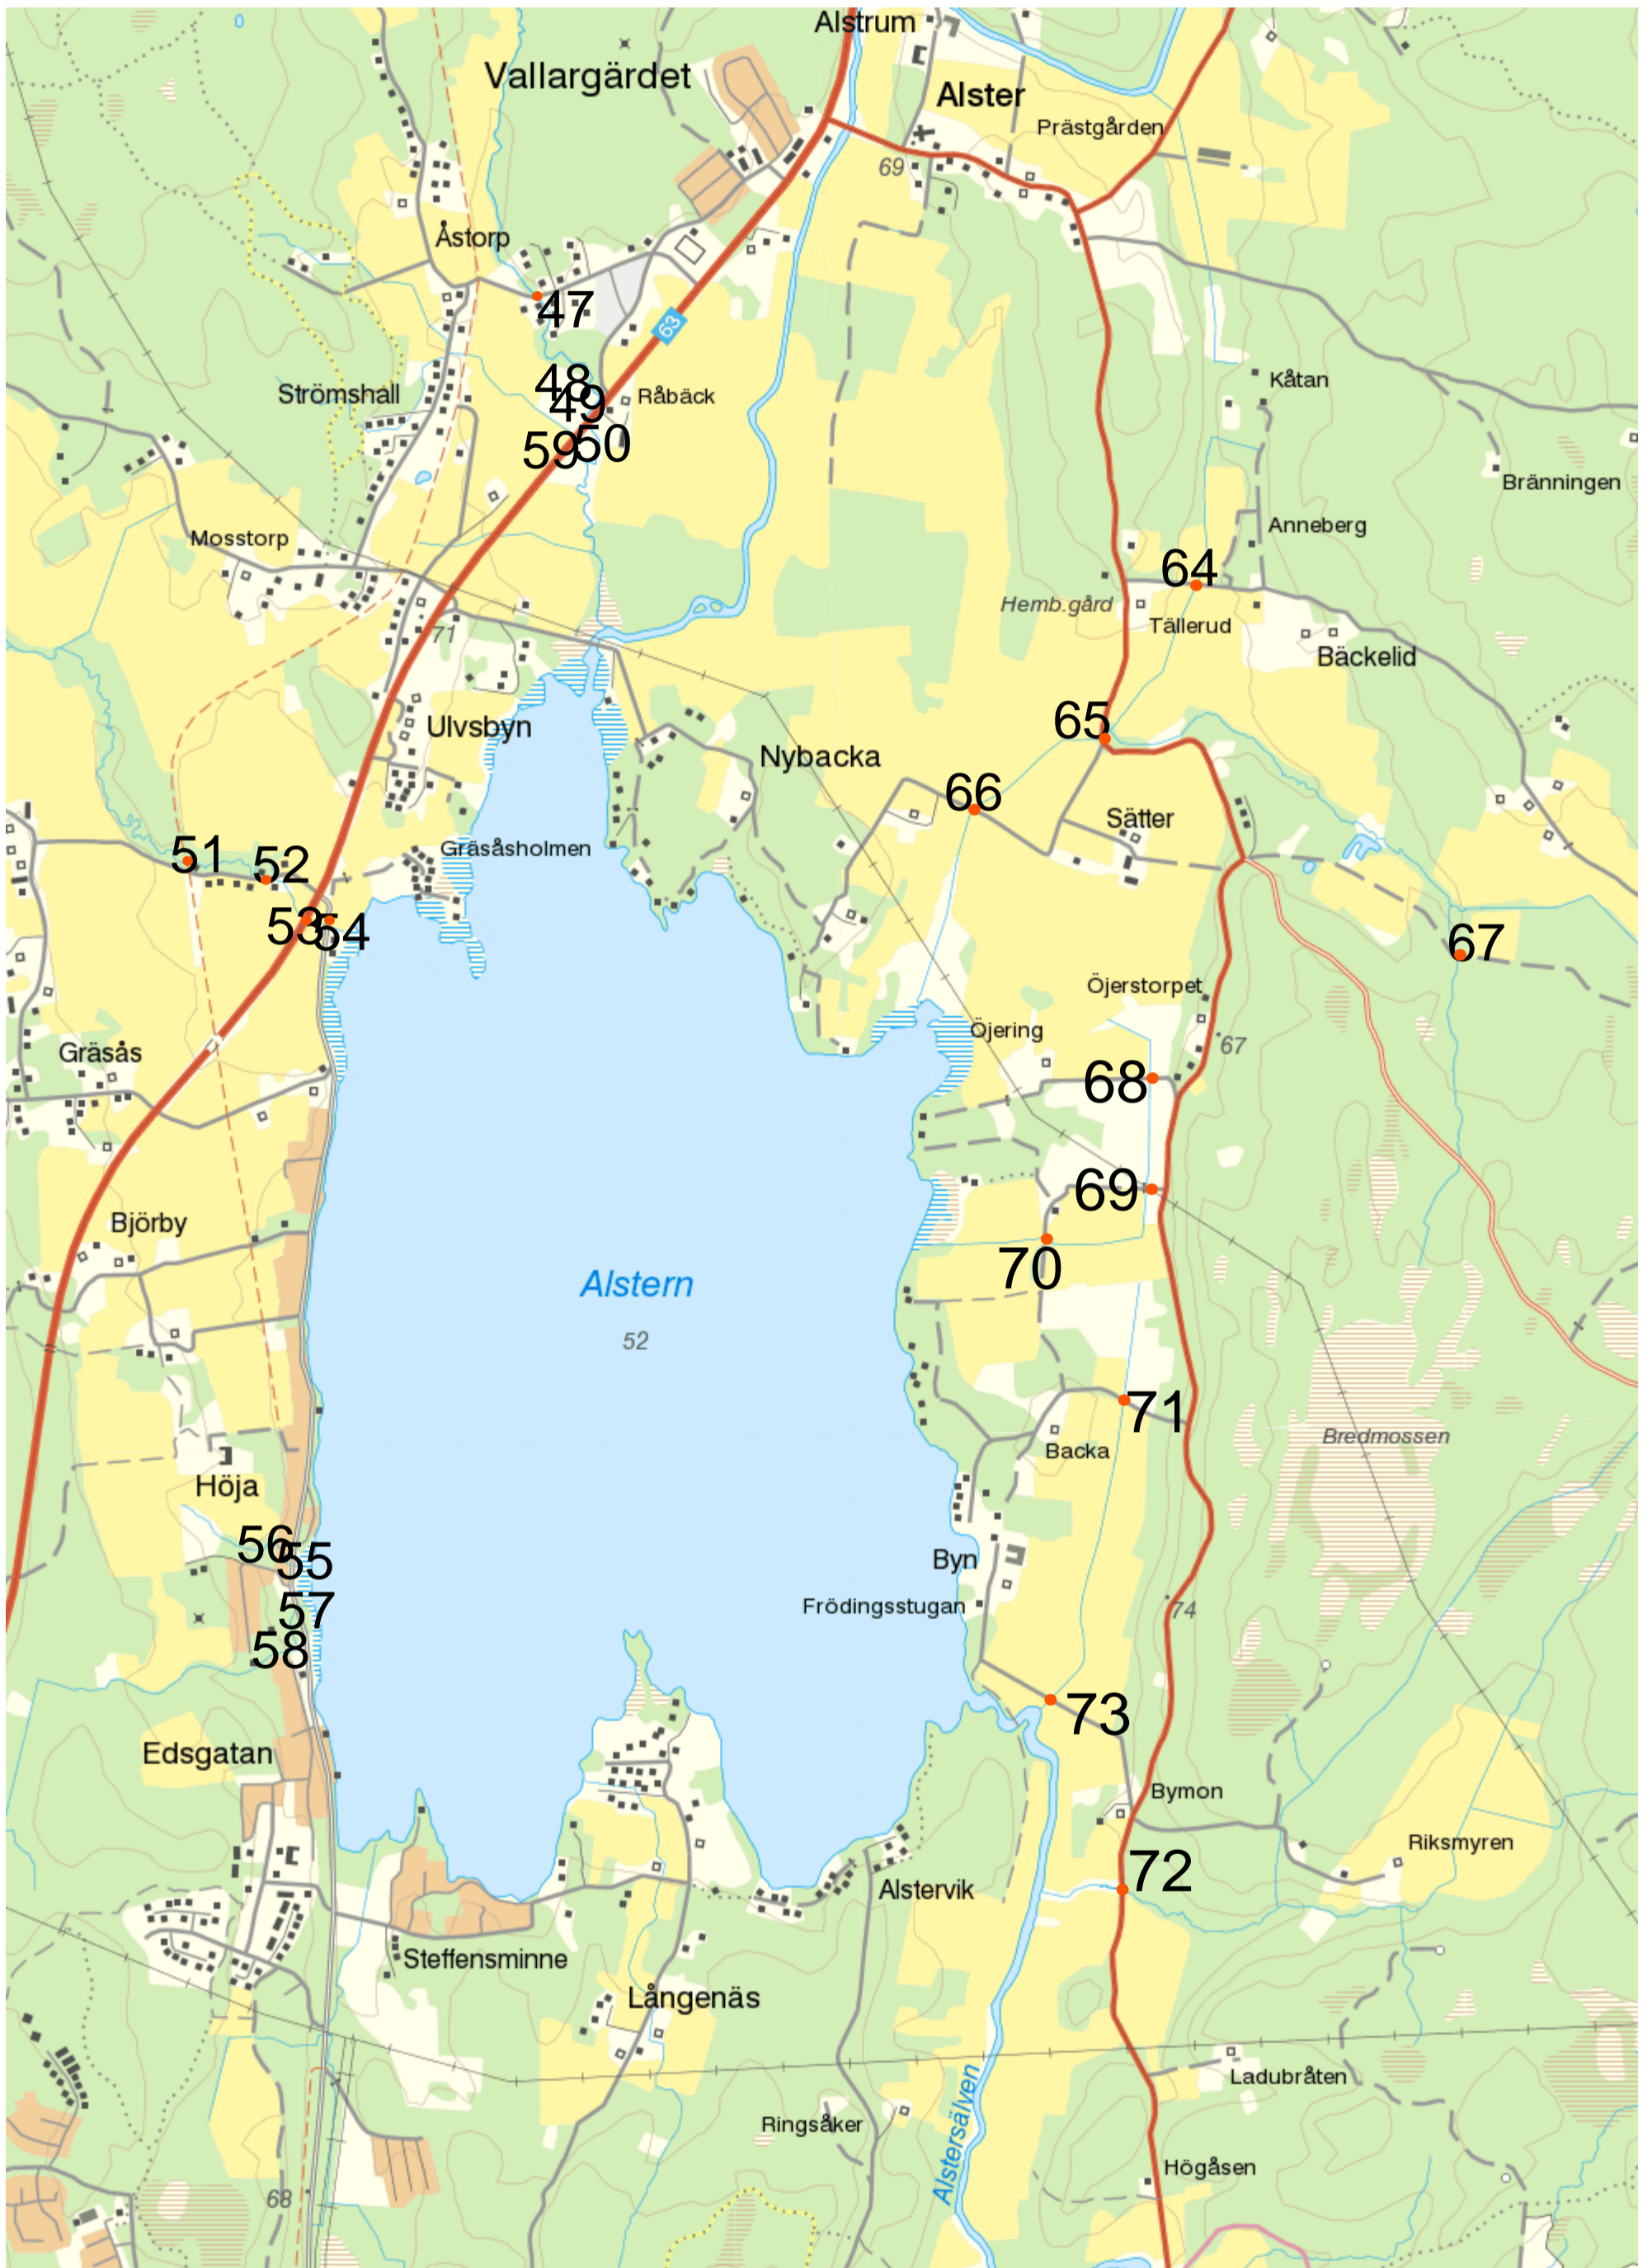 Alstrum
Vallargärdet
Alster
Prästgården
69
Åstorp
47
63
Kåtan
Strömshall
48
49
Råbäck
50
59
Bränningen
Mosstorp
Anneberg
64
Hemb.gård
71
Tällerud
Bäckelid
Ulvsbyn
65
Nybacka
66
Sätter
Gräsåsholmen
51
52
53
54
67
Öjerstorpet
Öjering
67
Gräsås
68
69
Björby
70
Alstern
52
71
Bredmossen
Backa
Höja
56
55
Byn
Frödingsstugan
57
74
58
73
Edsgatan
Bymon
Riksmyren
72
Alstervik
Steffensminne
Långenäs
Ladubråten
Ringsåker
Alstersälven
Högåsen
68